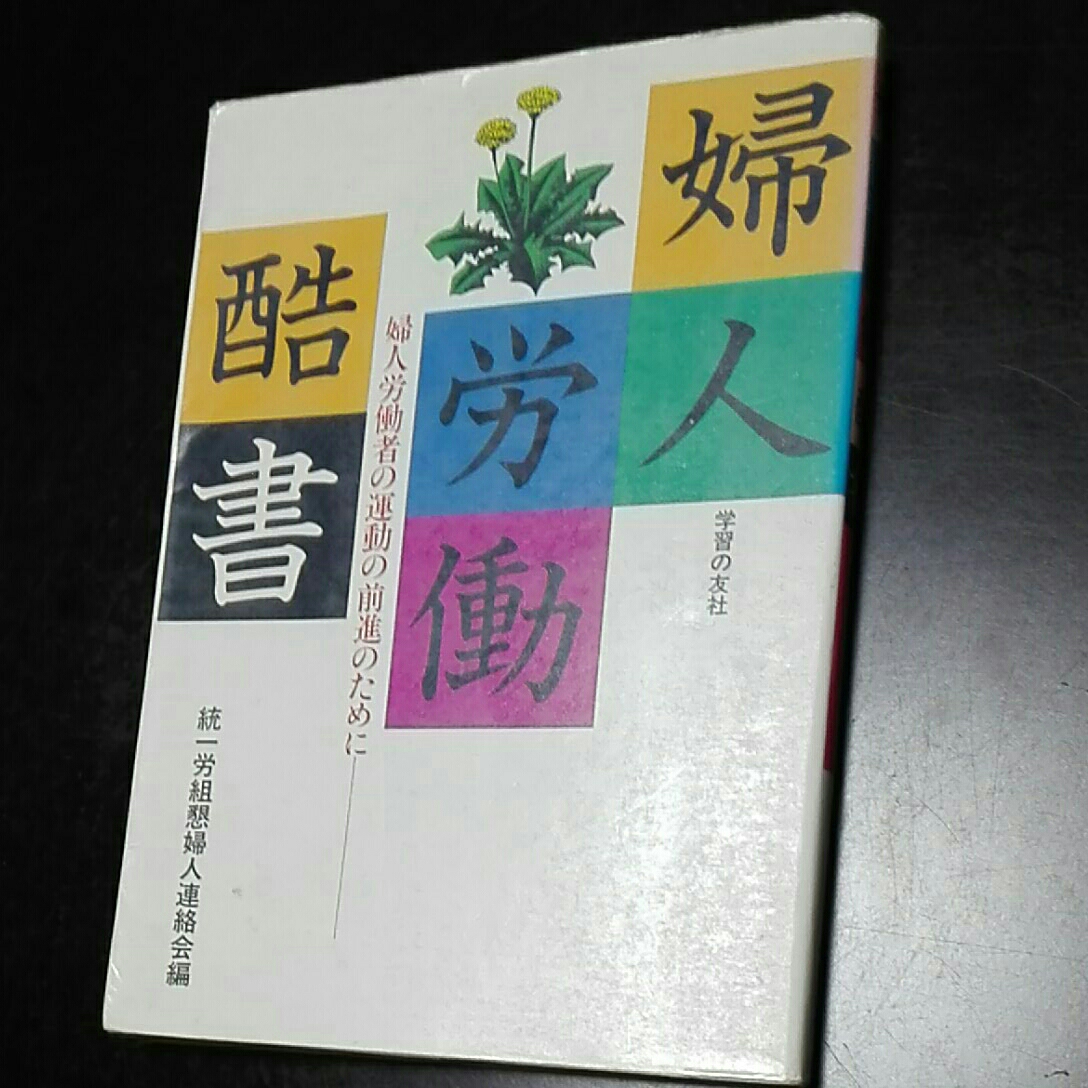 婦人
労働
酷書
婦人労働者の運動の前進のために――
学習の友社
統一労組懇婦人連絡会編